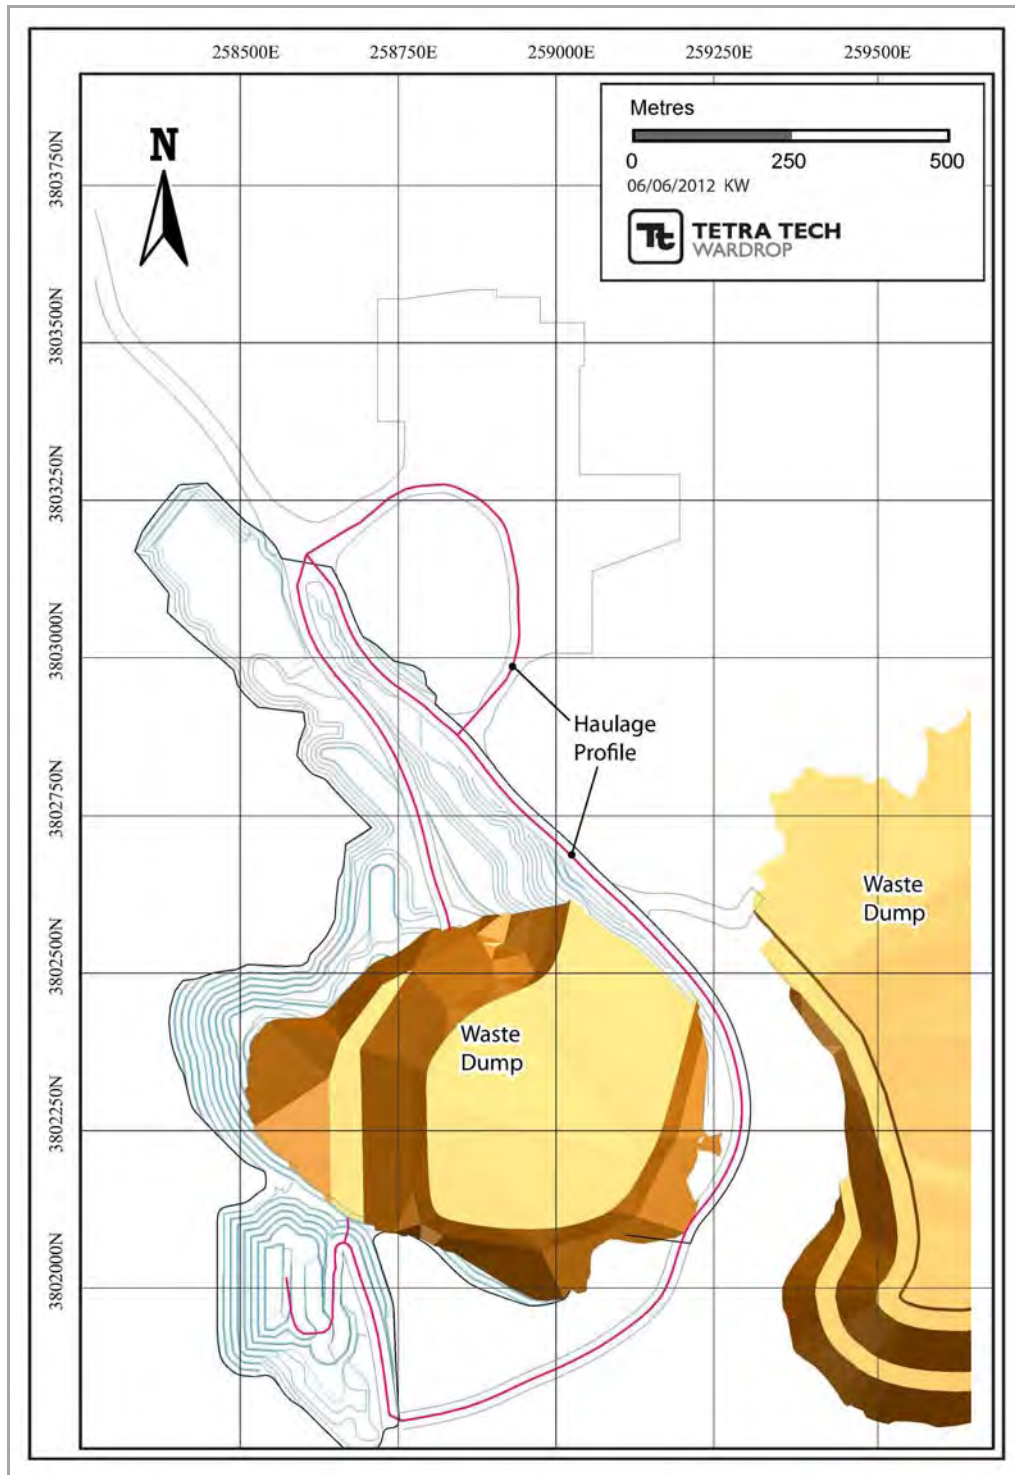 258500E 258750E 259000E 259250E 259500E
Metres
0 250 500
06/06/2012 KW
Tt TETRA TECH
WARDROP
N
3803750N
3803500N
3803250N
3803000N
3802750N
3802500N
3802250N
3802000N
Haulage
Profile
Waste
Dump
Waste
Dump